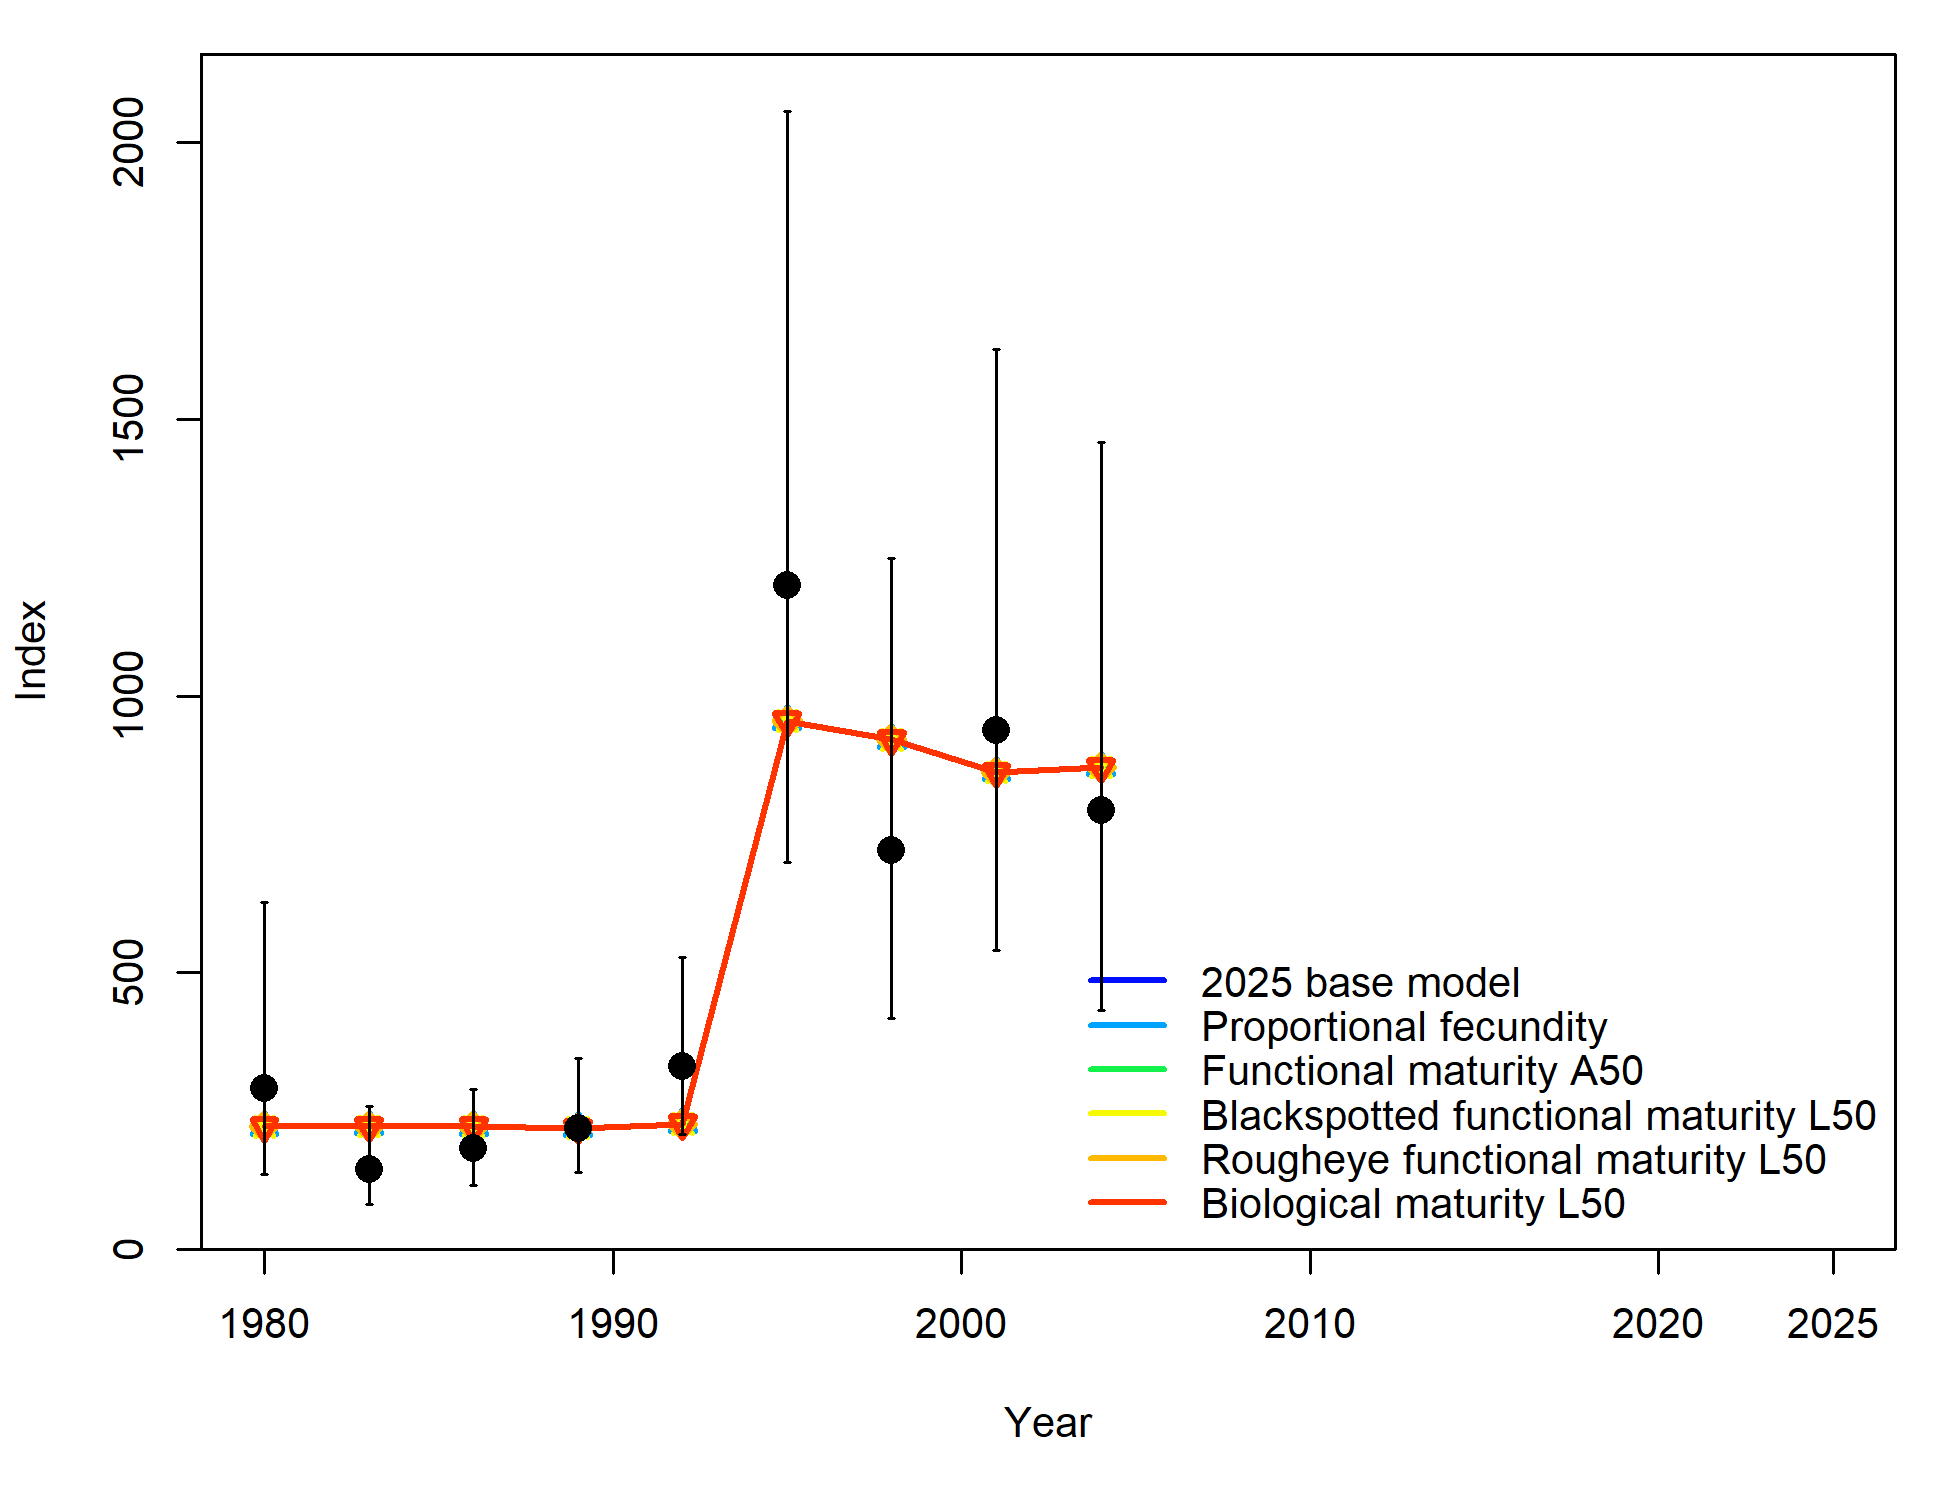 2000
1500
1000
500
0
Index
2025 base model
Proportional fecundity
Functional maturity A50
Blackspotted functional maturity L50
Rougheye functional maturity L50
Biological maturity L50
1980 1990 2000 2010 2020 2025
Year